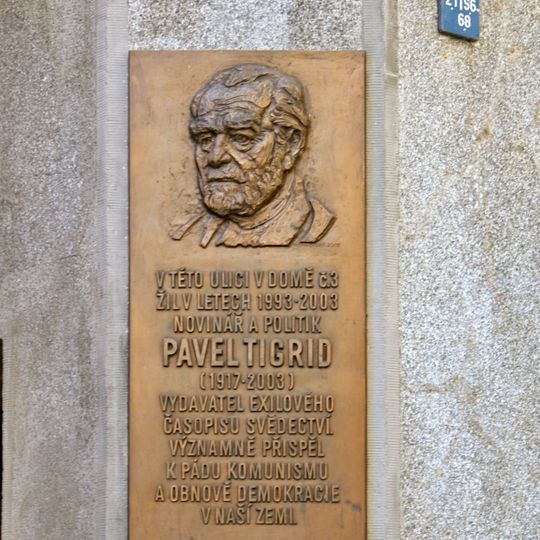 68
V TÉTO ULICI V DOMĚ č.3
ŽIL V LETECH 1993-2003
NOVINÁŘ A POLITIK
PAVEL TIGRID
(1917-2003)
VYDAVATEL EXILOVÉHO
ČASOPISU SVĚDECTVÍ
VÝZNAMNĚ PŘISPĚL
K PÁDU KOMUNISMU
A OBNOVĚ DEMOKRACIE
V NAŠÍ ZEMI.